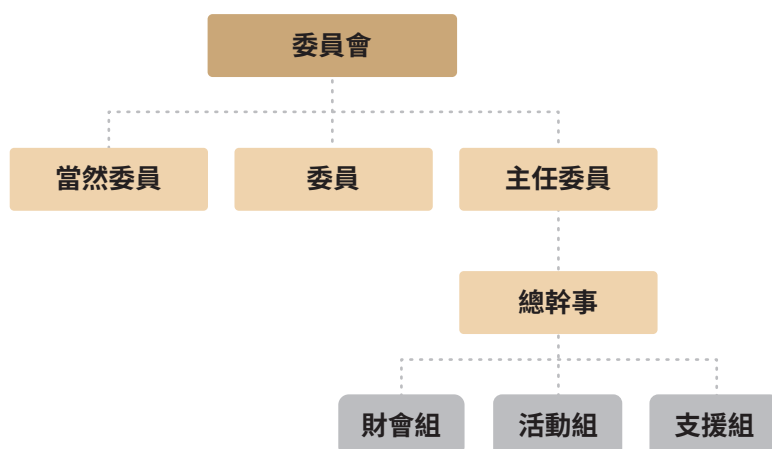 委員會
當然委員
委員
主任委員
總幹事
財會組
活動組
支援組